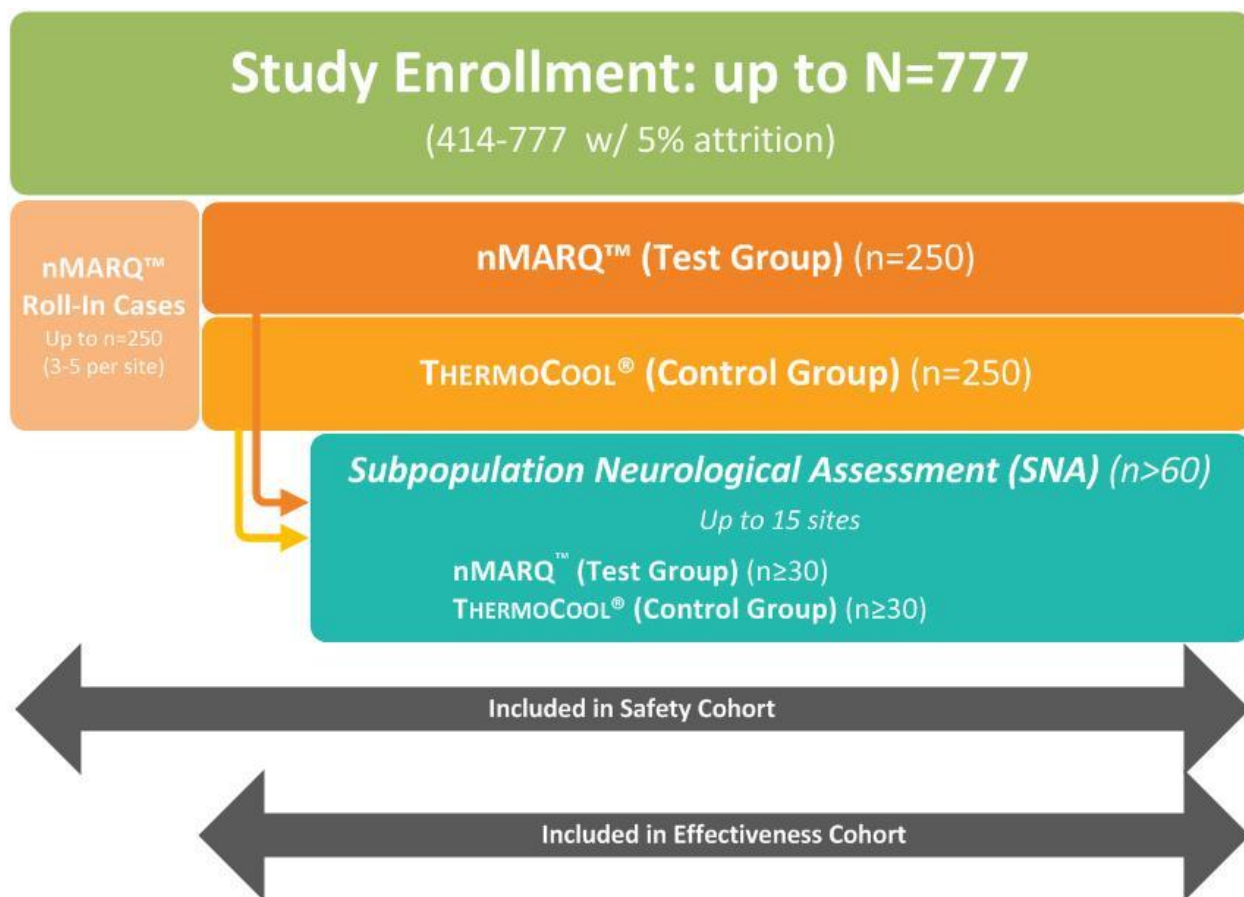 Study Enrollment: up to N=777
(414-777 w/ 5% attrition)
nMARQ™
Roll-In Cases
Up to n=250
(3-5 per site)
nMARQ™ (Test Group) (n=250)
THERMOCOOL® (Control Group) (n=250)
Subpopulation Neurological Assessment (SNA) (n>60)
Up to 15 sites
nMARQ™ (Test Group) (n≥30)
THERMOCOOL® (Control Group) (n≥30)
Included in Safety Cohort
Included in Effectiveness Cohort